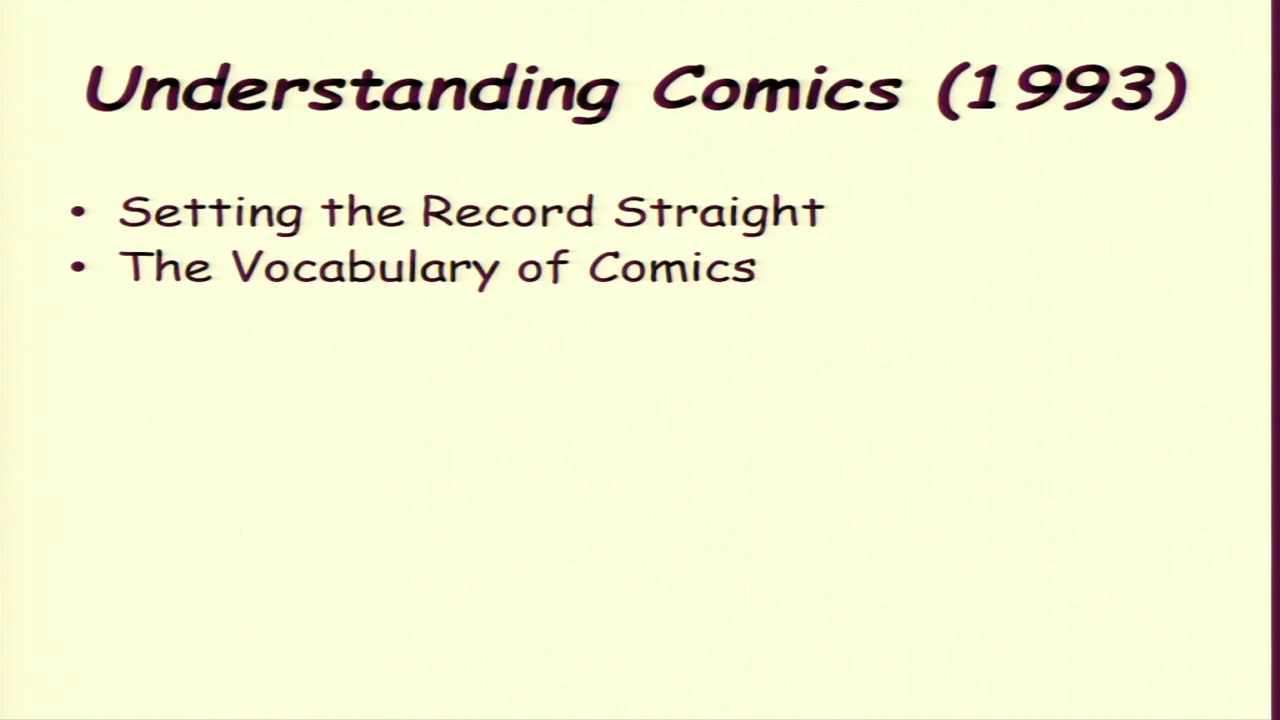 Understanding Comics (1993)
• Setting the Record Straight
• The Vocabulary of Comics